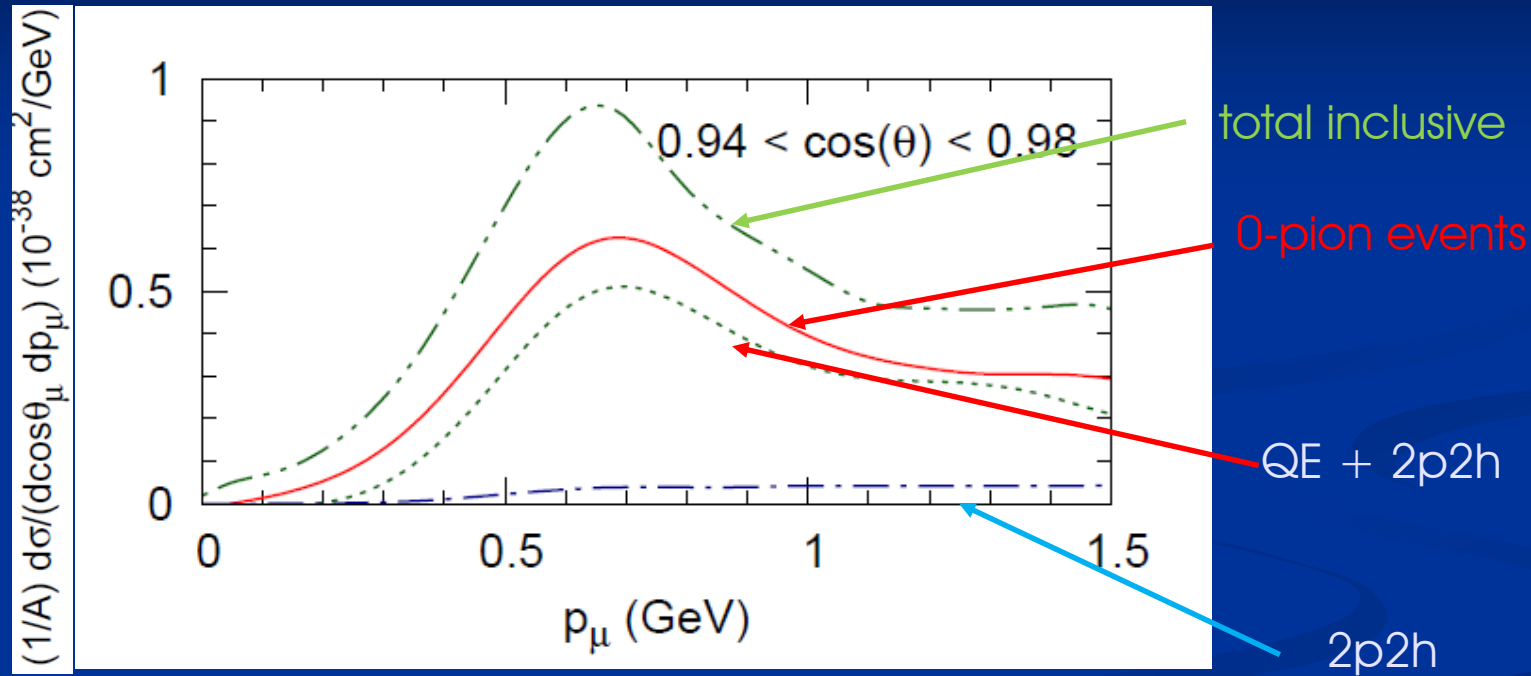 (1/A) dσ/(dcosθμ dpμ) (10⁻³⁸ cm²/GeV)
1
0.5
0
0
0.5
1
1.5
pμ (GeV)
0.94 < cos(θ) < 0.98
total inclusive
0-pion events
QE + 2p2h
2p2h